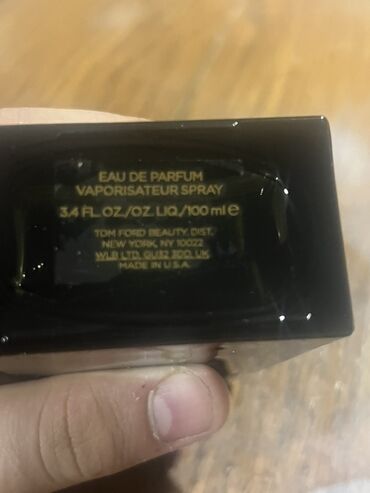 EAU DE PARFUM
VAPORISATEUR SPRAY
3.4 FL. OZ./OZ. LIQ./100 ml ℮
TOM FORD BEAUTY, DIST.
NEW YORK, NY 10022
WLB LTD, GU32 3DD, UK
MADE IN U.S.A.